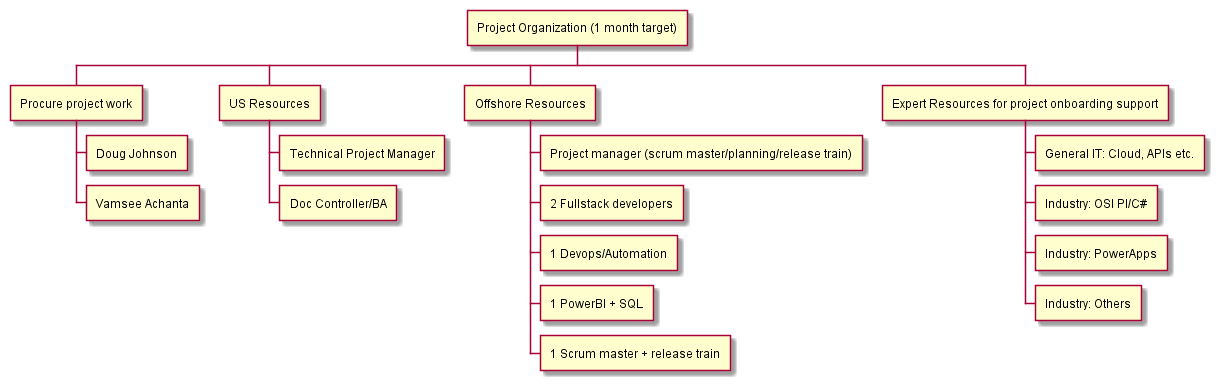 Project Organization (1 month target)
Procure project work
Doug Johnson
Vamsee Achanta
US Resources
Technical Project Manager
Doc Controller/BA
Offshore Resources
Project manager (scrum master/planning/release train)
2 Fullstack developers
1 Devops/Automation
1 PowerBI + SQL
1 Scrum master + release train
Expert Resources for project onboarding support
General IT: Cloud, APIs etc.
Industry: OSI PI/C#
Industry: PowerApps
Industry: Others